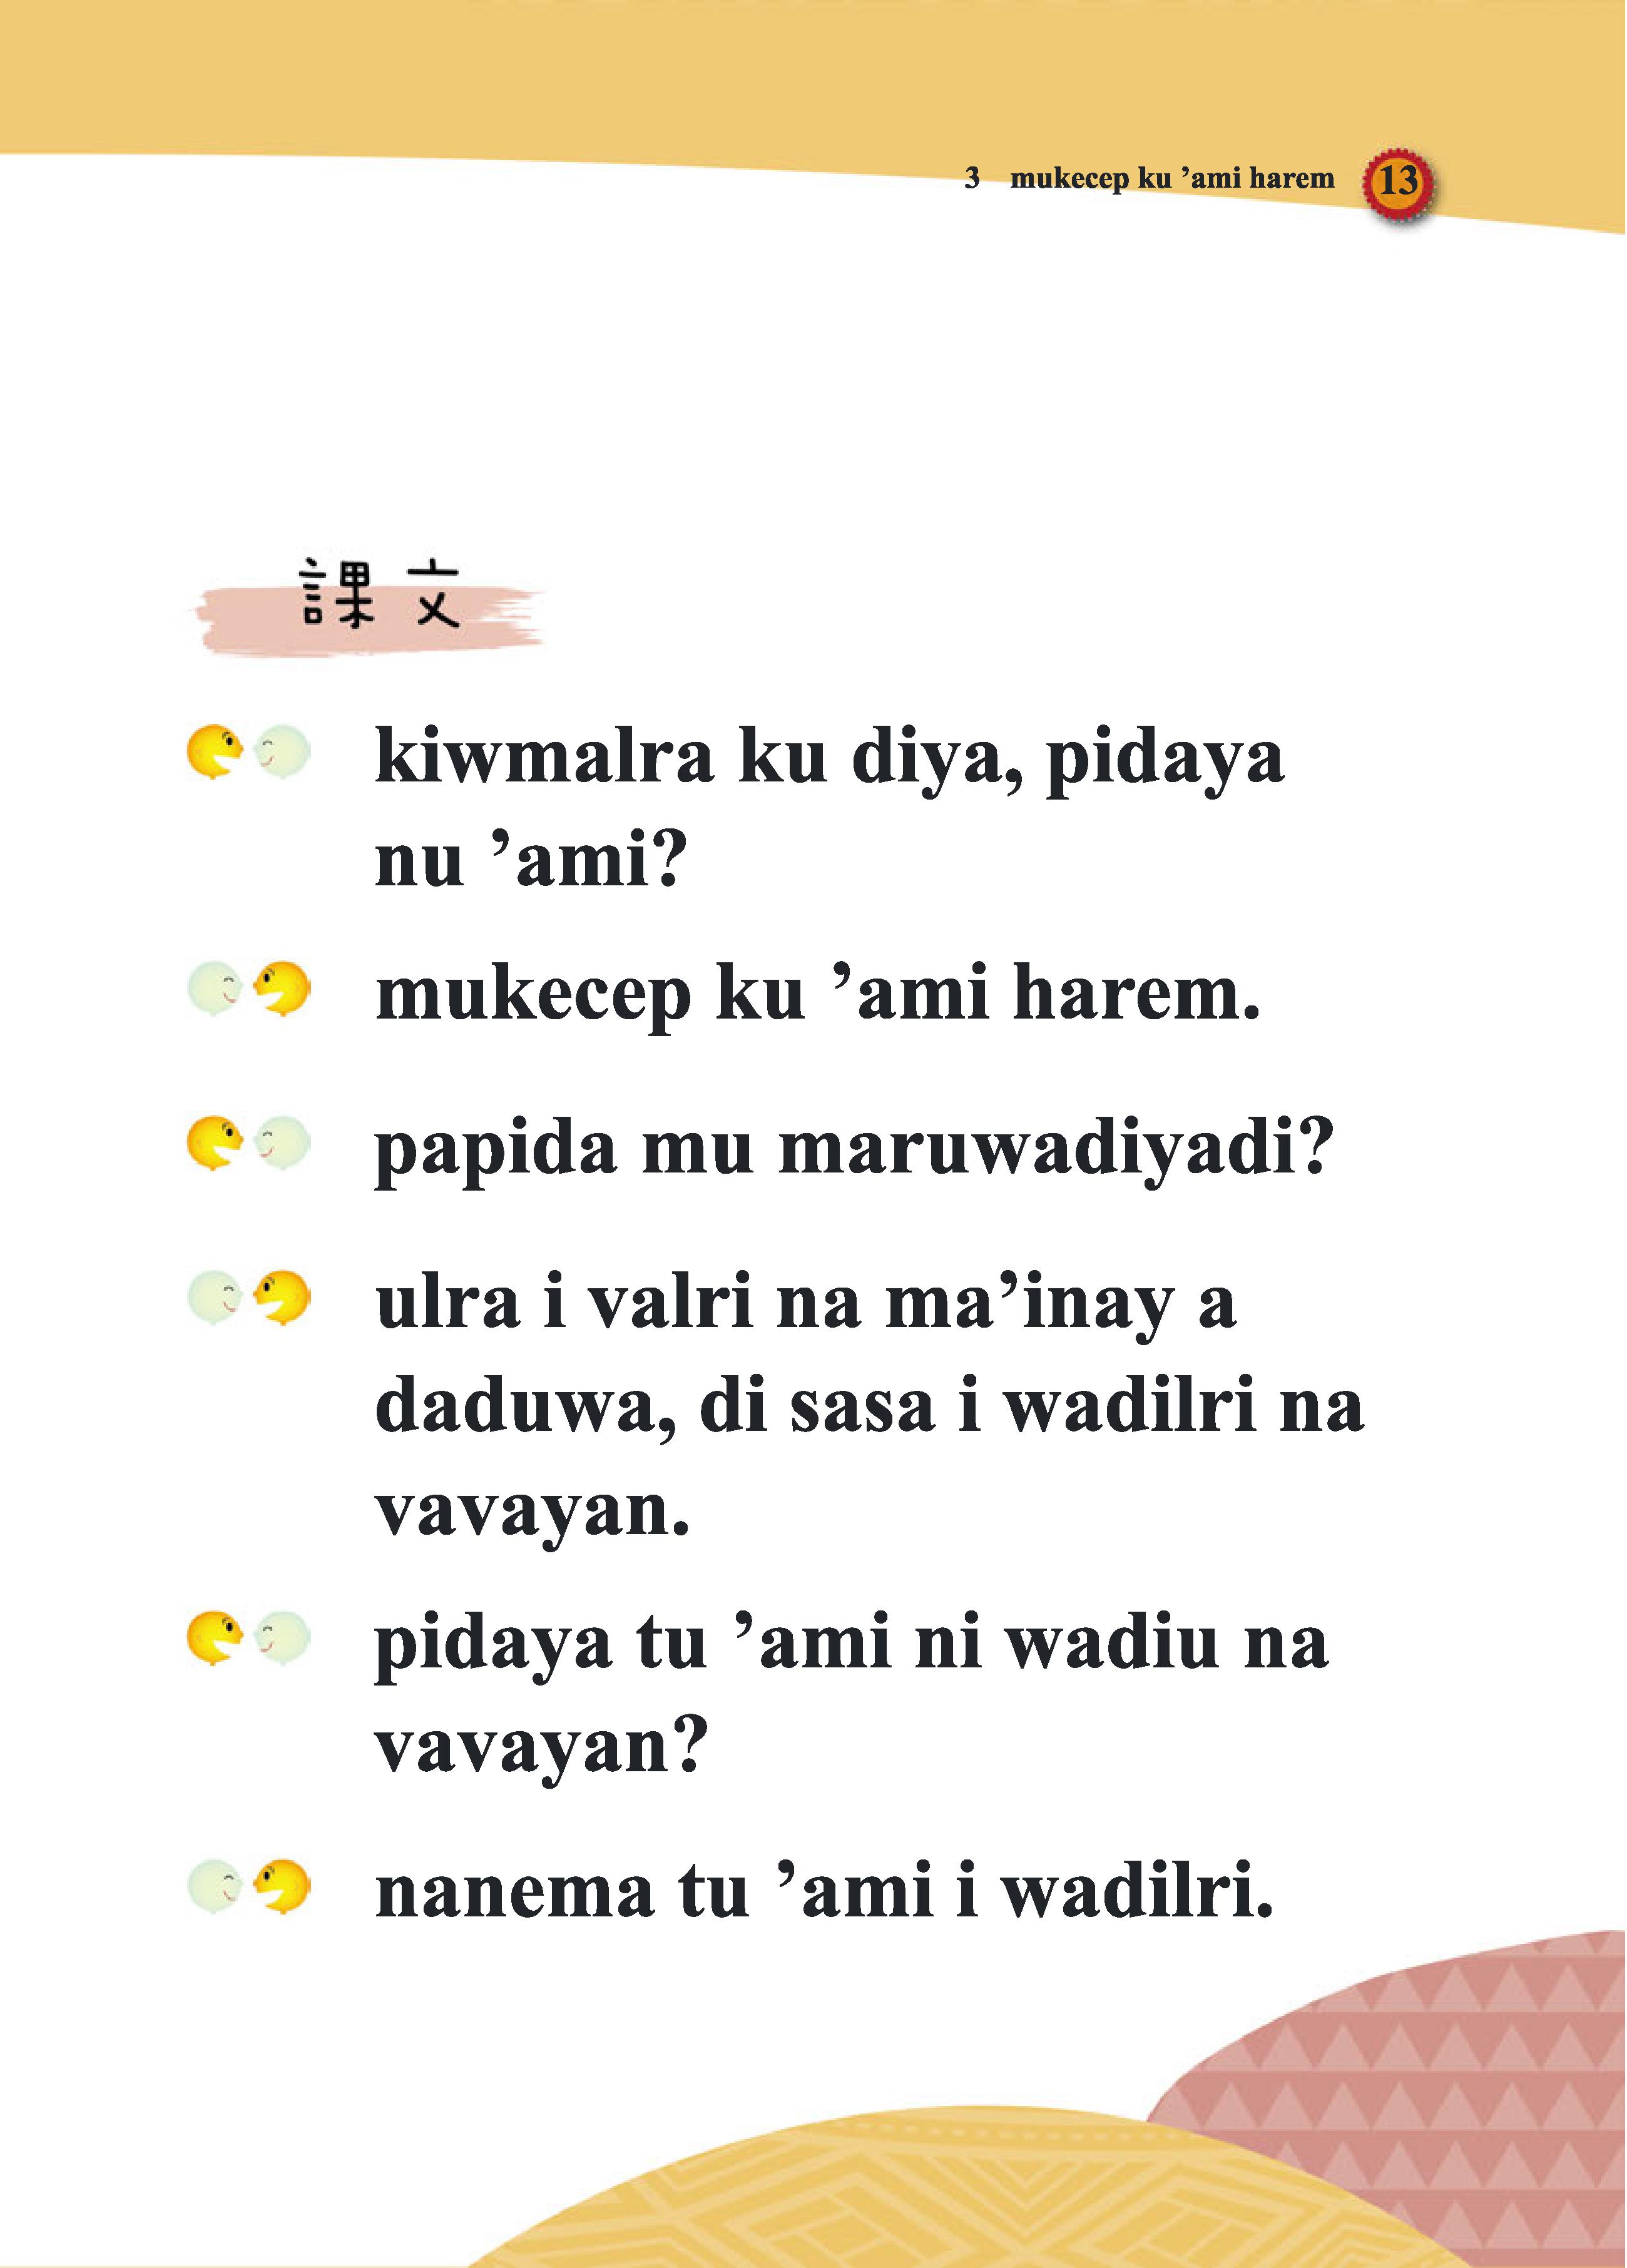 3 mukecep ku ’ami harem 13
課文
kiwmalra ku diya, pidaya
nu ’ami?
mukecep ku ’ami harem.
papida mu maruwadiyadi?
ulra i valri na ma’inay a
daduwa, di sasa i wadilri na
vavayan.
pidaya tu ’ami ni wadiu na
vavayan?
nanema tu ’ami i wadilri.